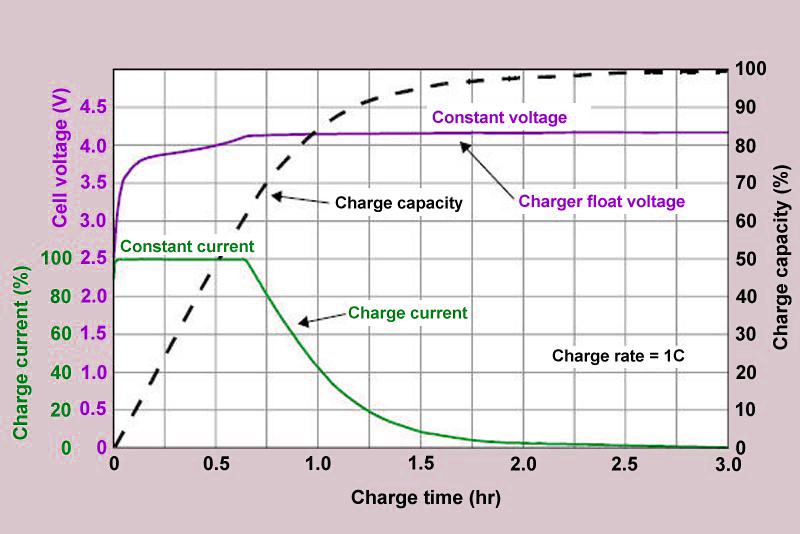 Cell voltage (V)
4.5
4.0
3.5
3.0
2.5
2.0
1.5
1.0
0.5
0
Charge current (%)
100
80
60
40
20
0
Constant voltage
Charge capacity
Charger float voltage
Constant current
Charge current
Charge rate = 1C
100
90
80
70
60
50
40
30
20
10
0
Charge capacity (%)
0 0.5 1.0 1.5 2.0 2.5 3.0
Charge time (hr)